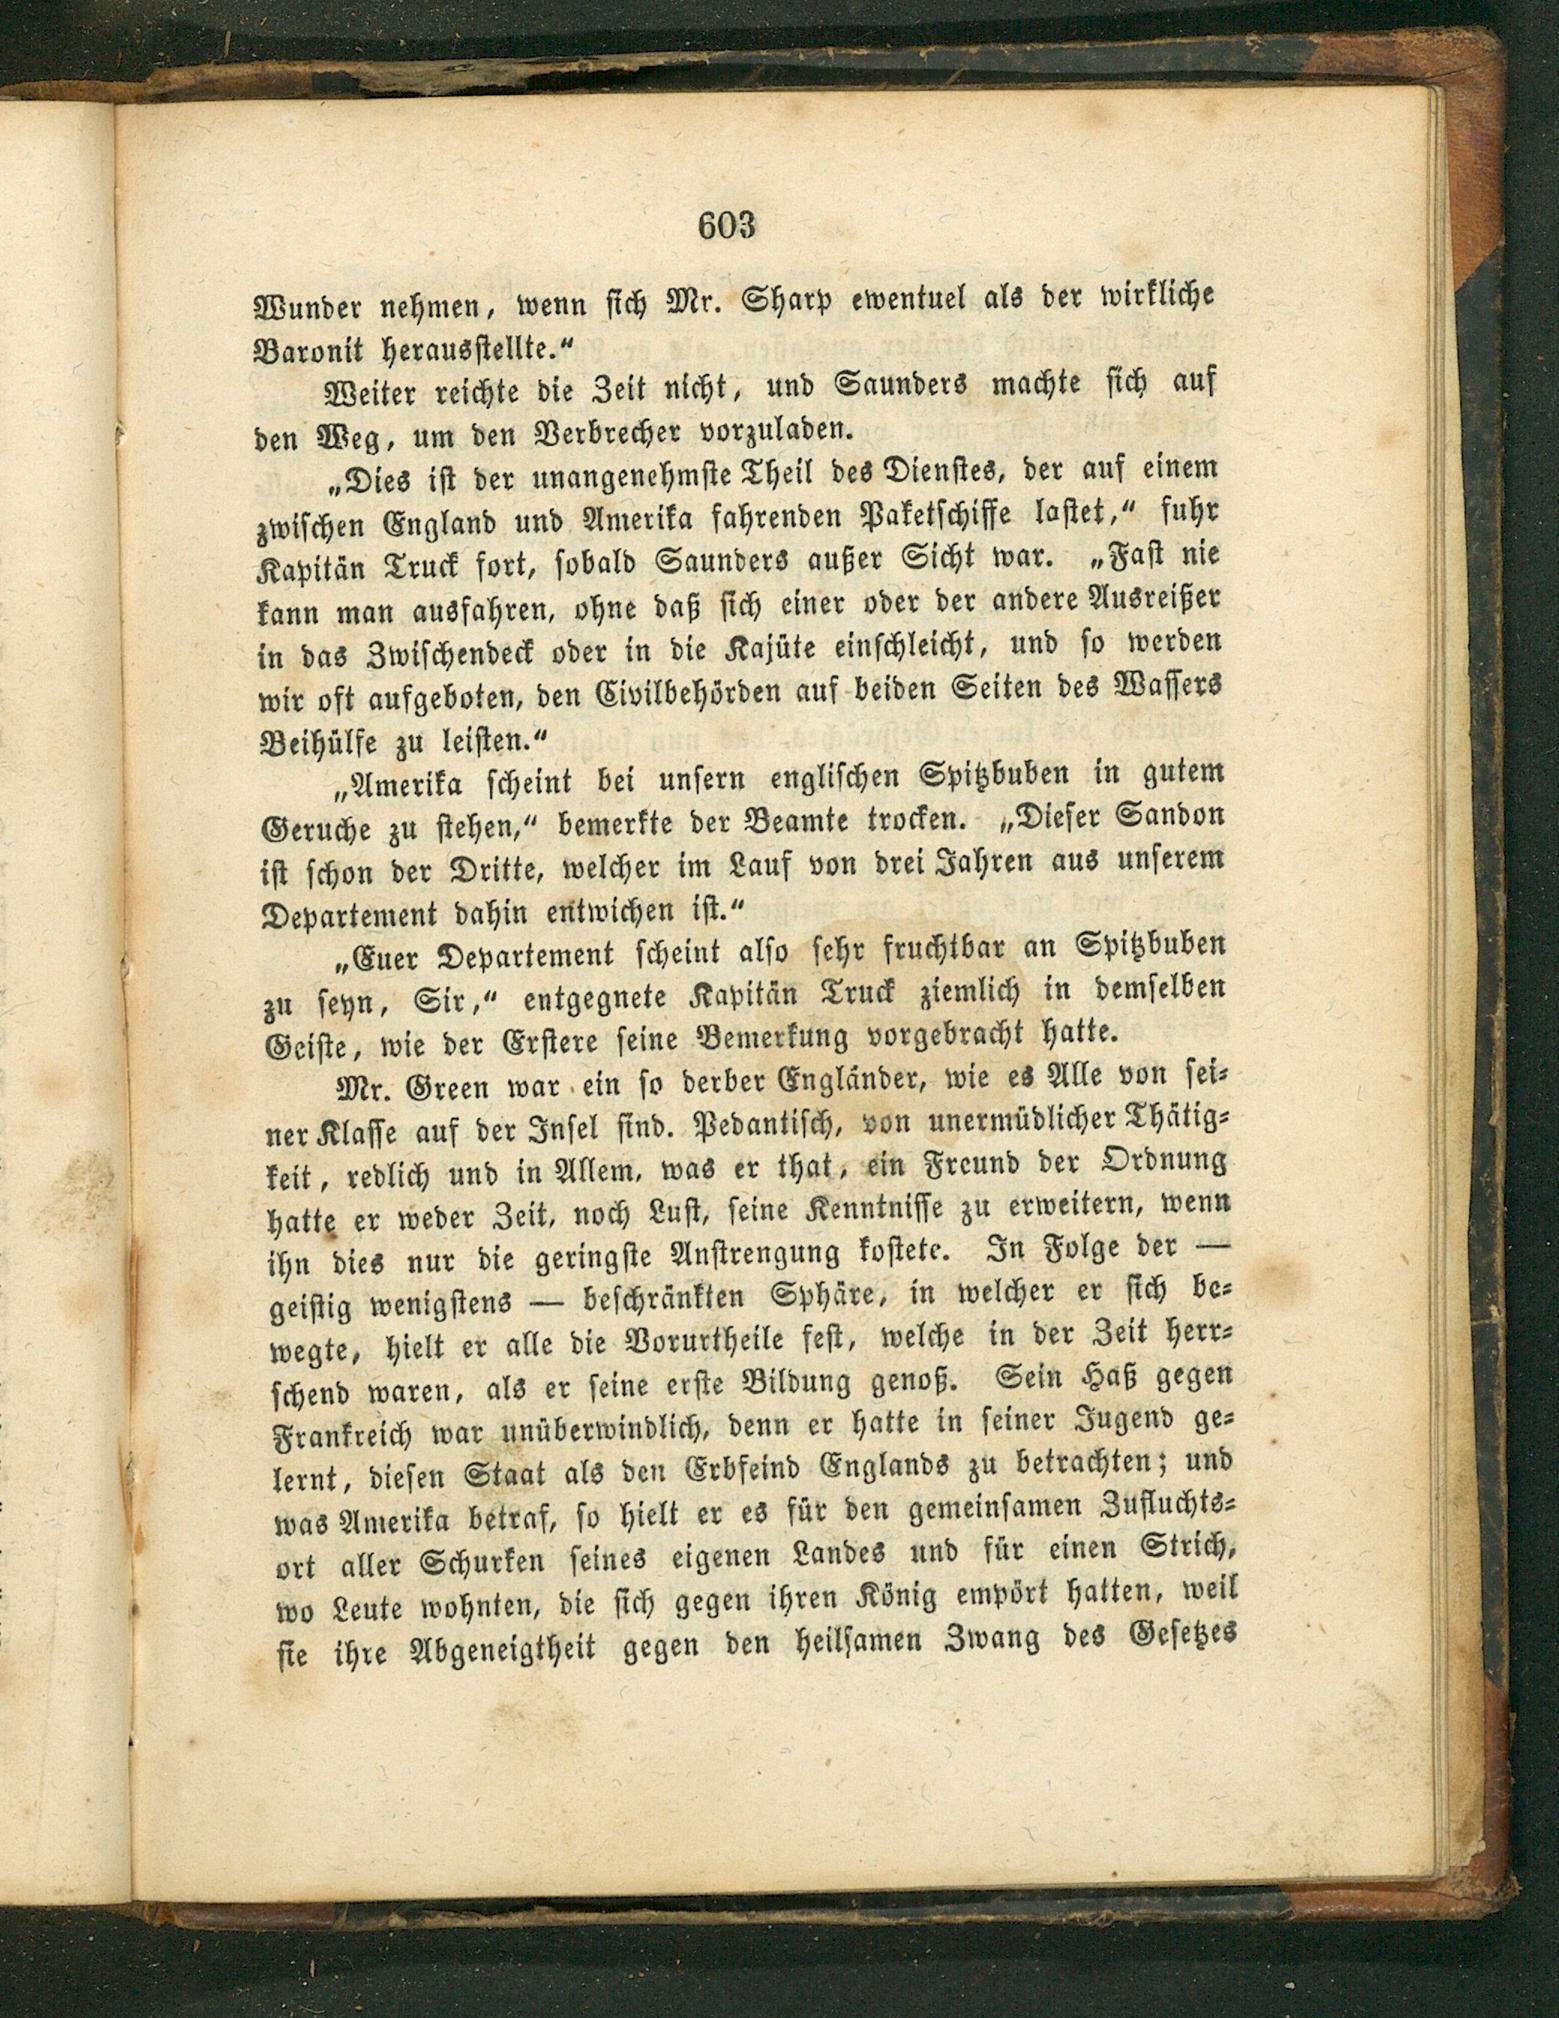 603
Wunder nehmen, wenn sich Mr. Sharp ewentuel als der wirkliche
Baronit herausstellte.“
Weiter reichte die Zeit nicht, und Saunders machte sich auf
den Weg, um den Verbrecher vorzuladen.
„Dies ist der unangenehmste Theil des Dienstes, der auf einem
zwischen England und Amerika fahrenden Paketschiffe lastet,“ fuhr
Kapitän Truck fort, sobald Saunders außer Sicht war. „Fast nie
kann man ausfahren, ohne daß sich einer oder der andere Ausreißer
in das Zwischendeck oder in die Kajüte einschleicht, und so werden
wir oft aufgeboten, den Civilbehörden auf beiden Seiten des Wassers
Beihülfe zu leisten.“
„Amerika scheint bei unsern englischen Spitzbuben in gutem
Geruche zu stehen,“ bemerkte der Beamte trocken. „Dieser Sandon
ist schon der Dritte, welcher im Lauf von drei Jahren aus unserem
Departement dahin entwichen ist.“
„Euer Departement scheint also sehr fruchtbar an Spitzbuben
zu seyn, Sir,“ entgegnete Kapitän Truck ziemlich in demselben
Geiste, wie der Erstere seine Bemerkung vorgebracht hatte.
Mr. Green war ein so derber Engländer, wie es Alle von sei-
ner Klasse auf der Insel sind. Pedantisch, von unermüdlicher Thätig-
keit, redlich und in Allem, was er that, ein Freund der Ordnung
hatte er weder Zeit, noch Lust, seine Kenntnisse zu erweitern, wenn
ihn dies nur die geringste Anstrengung kostete. In Folge der —
geistig wenigstens — beschränkten Sphäre, in welcher er sich be-
wegte, hielt er alle die Vorurtheile fest, welche in der Zeit herr-
schend waren, als er seine erste Bildung genoß. Sein Haß gegen
Frankreich war unüberwindlich, denn er hatte in seiner Jugend ge-
lernt, diesen Staat als den Erbfeind Englands zu betrachten; und
was Amerika betraf, so hielt er es für den gemeinsamen Zufluchts-
ort aller Schurken seines eigenen Landes und für einen Strich,
wo Leute wohnten, die sich gegen ihren König empört hatten, weil
sie ihre Abgeneigtheit gegen den heilsamen Zwang des Gesetzes